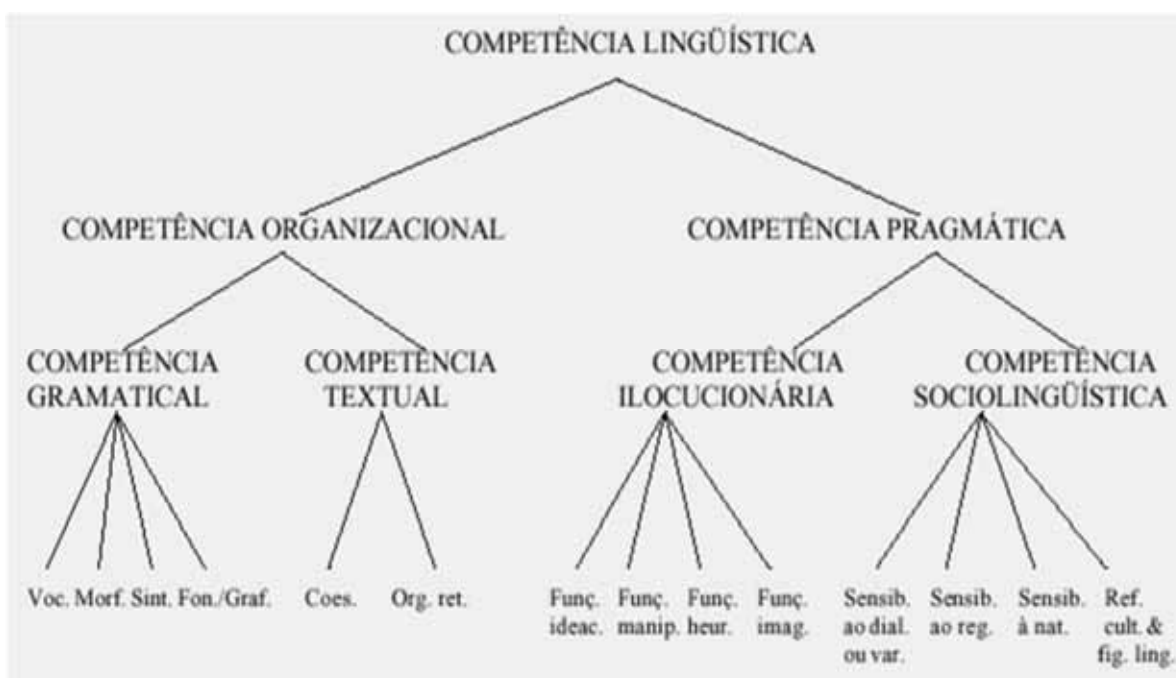 COMPETÊNCIA LINGÜÍSTICA
COMPETÊNCIA ORGANIZACIONAL
COMPETÊNCIA PRAGMÁTICA
COMPETÊNCIA
GRAMATICAL
COMPETÊNCIA
TEXTUAL
COMPETÊNCIA
ILOCUCIONÁRIA
COMPETÊNCIA
SOCIOLINGÜÍSTICA
Voc. Morf. Sint. Fon./Graf.
Coes.
Org. ret.
Funç.
ideac.
Funç.
manip.
Funç.
heur.
Funç.
imag.
Sensib.
ao dial.
ou var.
Sensib.
ao reg.
Sensib.
à nat.
Ref.
cult. &
fig. ling.